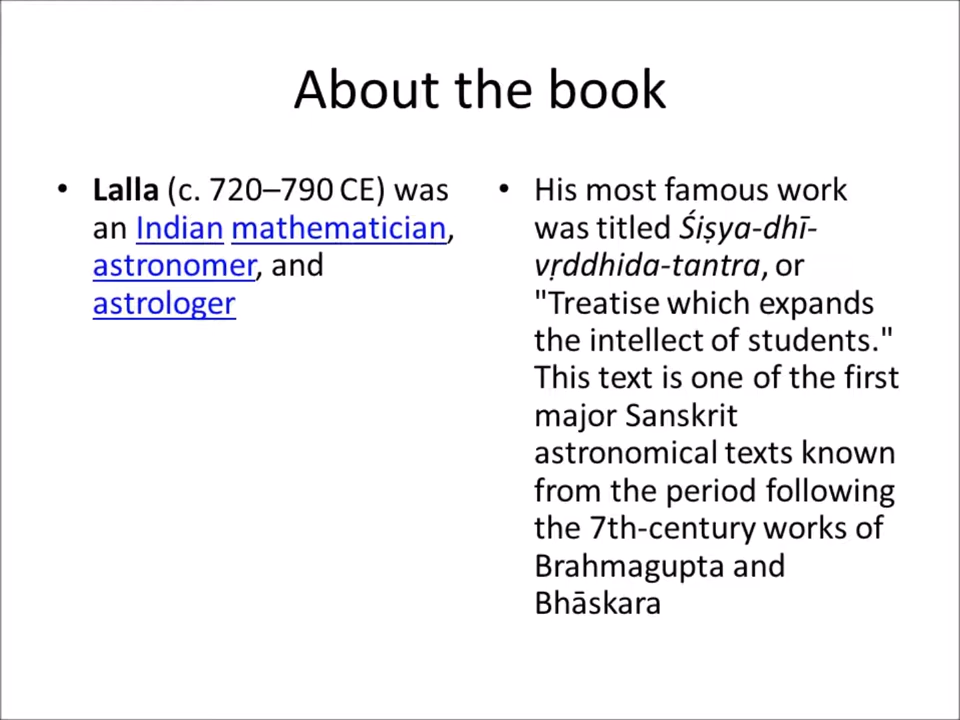 About the book
• Lalla (c. 720–790 CE) was
an Indian mathematician,
astronomer, and
astrologer
• His most famous work
was titled Śiṣya-dhī-
vṛddhida-tantra, or
"Treatise which expands
the intellect of students."
This text is one of the first
major Sanskrit
astronomical texts known
from the period following
the 7th-century works of
Brahmagupta and
Bhāskara